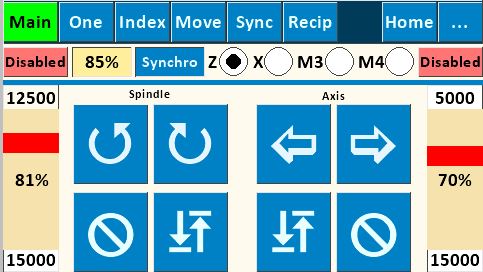 Main One Index Move Sync Recip Home ...
Disabled 85% Synchro Z X M3 M4 Disabled
12500 Spindle Axis 5000
81% 70%
15000 15000